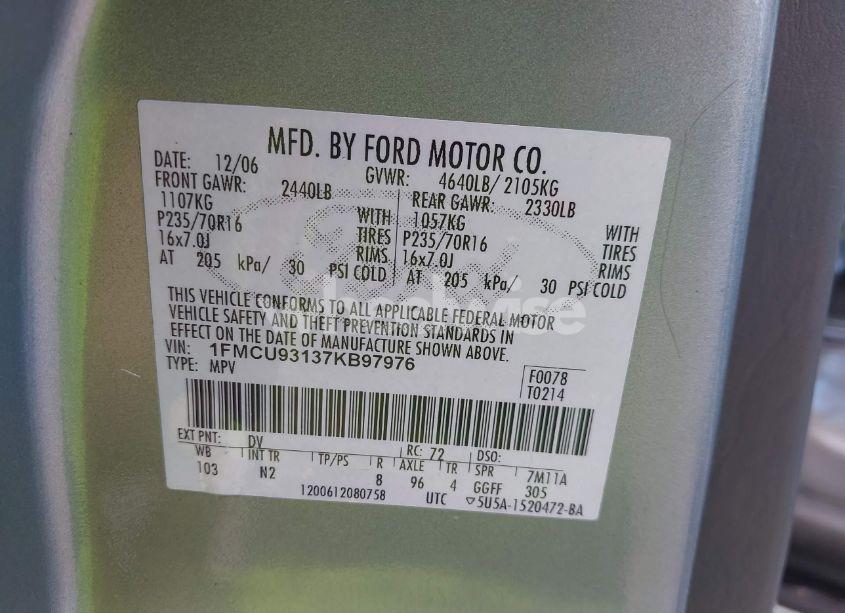 MFD. BY FORD MOTOR CO.
DATE: 12/06 GVWR: 4640LB/ 2105KG
FRONT GAWR: 2440LB REAR GAWR: 2330LB
1107KG WITH 1057KG WITH
P235/70R16 TIRES P235/70R16 TIRES
16x7.0J RIMS 16x7.0J RIMS
AT 205 kPa/ 30 PSI COLD AT 205 kPa/ 30 PSI COLD
THIS VEHICLE CONFORMS TO ALL APPLICABLE FEDERAL MOTOR
VEHICLE SAFETY AND THEFT PREVENTION STANDARDS IN
EFFECT ON THE DATE OF MANUFACTURE SHOWN ABOVE.
VIN: 1FMCU93137KB97976
TYPE: MPV
F0078
T0214
EXT PNT: DV RC: 72 DSO:
WB INT TR TP/PS R AXLE TR SPR 7M11A
103 N2 8 96 4 GGFF 305
1200612080758 UTC ▽5U5A-1520472-BA